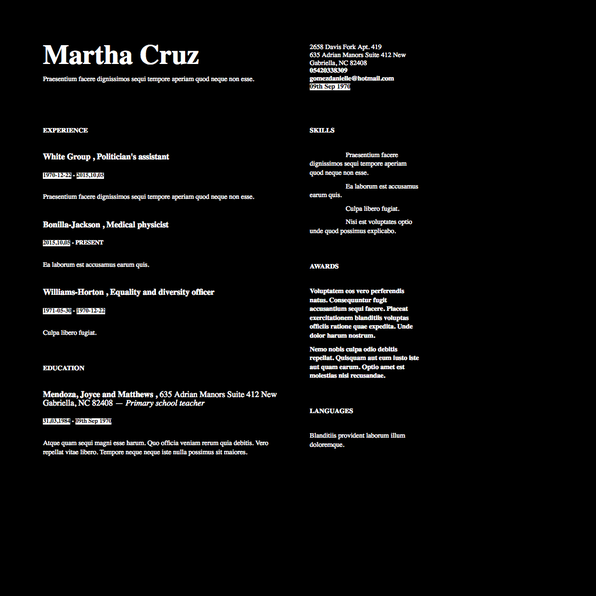 Martha Cruz
Praesentium facere dignissimos sequi tempore aperiam quod neque non esse.
2658 Davis Fork Apt. 419
635 Adrian Manors Suite 412 New
Gabriella, NC 82408
05420338309
gomezdanielle@hotmail.com
09th Sep 1970
EXPERIENCE
White Group , Politician's assistant
1970-12-22 - 2015.10.05
Praesentium facere dignissimos sequi tempore aperiam quod neque non esse.
Bonilla-Jackson , Medical physicist
2015.10.05 - PRESENT
Ea laborum est accusamus earum quis.
Williams-Horton , Equality and diversity officer
1971-05-30 - 1970-12-22
Culpa libero fugiat.
EDUCATION
Mendoza, Joyce and Matthews , 635 Adrian Manors Suite 412 New
Gabriella, NC 82408 — Primary school teacher
31.03.1984 - 09th Sep 1970
Atque quam sequi magni esse harum. Quo officia veniam rerum quia debitis. Vero
repellat vitae libero. Tempore neque neque iste nulla possimus sit maiores.
SKILLS
Praesentium facere
dignissimos sequi tempore aperiam
quod neque non esse.
Ea laborum est accusamus
earum quis.
Culpa libero fugiat.
Nisi est voluptates optio
unde quod possimus explicabo.
AWARDS
Voluptatem eos vero perferendis
natus. Consequuntur fugit
accusantium sequi facere. Placeat
exercitationem blanditiis voluptas
officiis ratione quae expedita. Unde
dolor harum nostrum.
Nemo nobis culpa odio debitis
repellat. Quisquam aut eum iusto iste
aut quam earum. Optio amet est
molestias nisi recusandae.
LANGUAGES
Blanditiis provident laborum illum
doloremque.